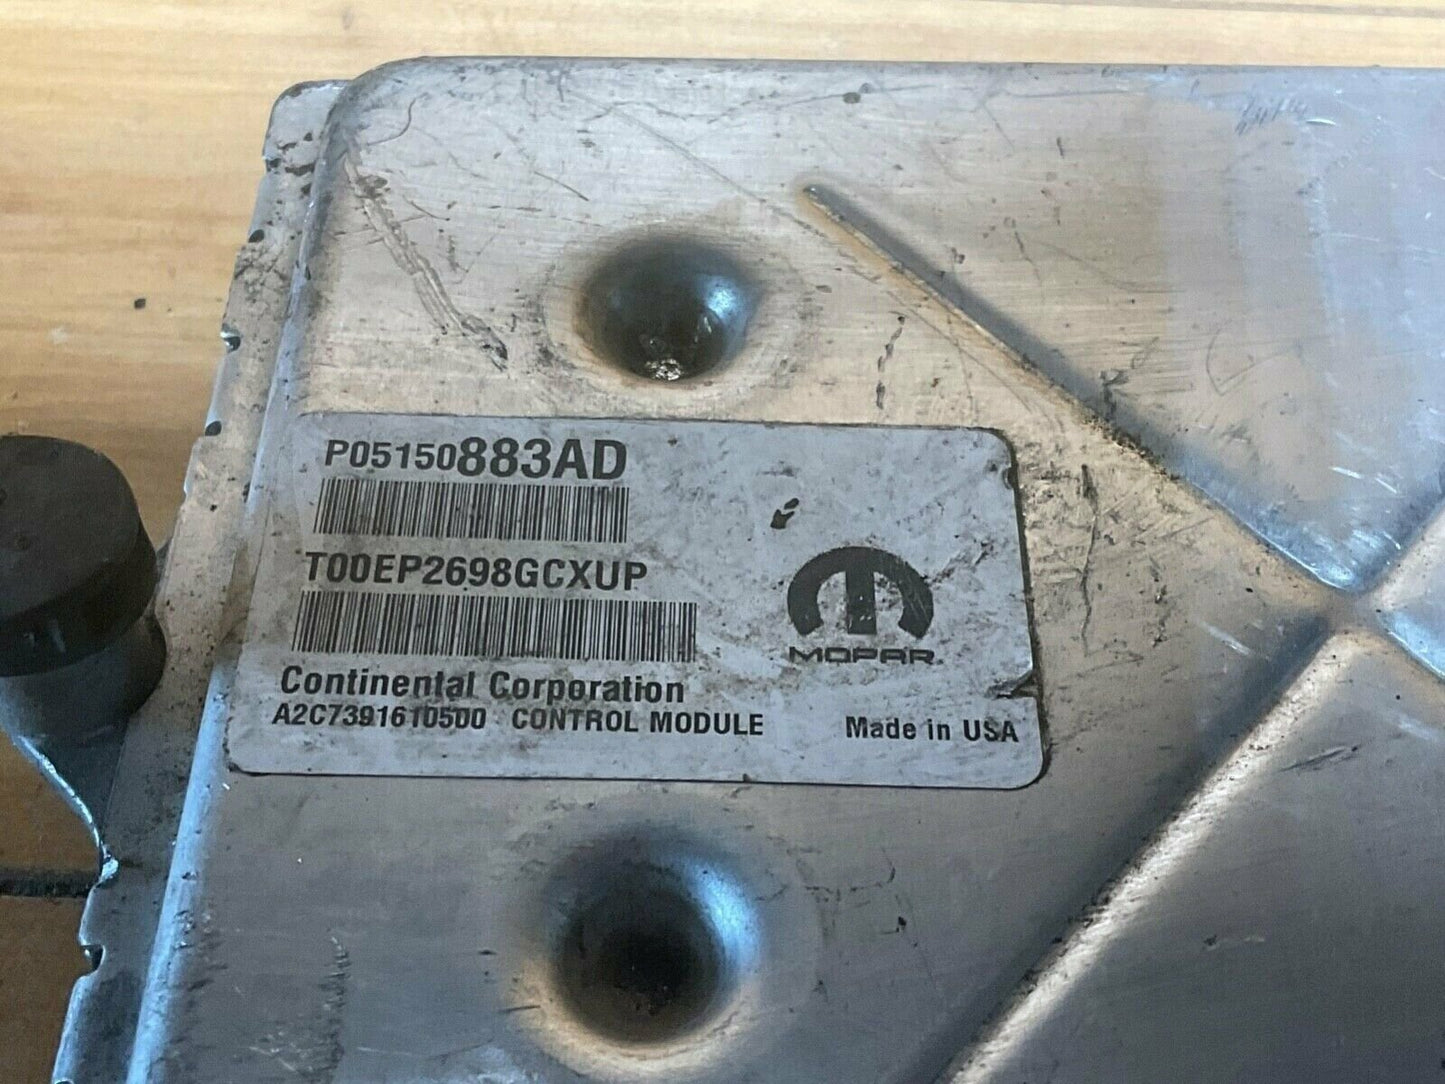 P05150883AD
T00EP2698GCXUP
MOPAR
Continental Corporation
A2C7391610500 CONTROL MODULE
Made in USA